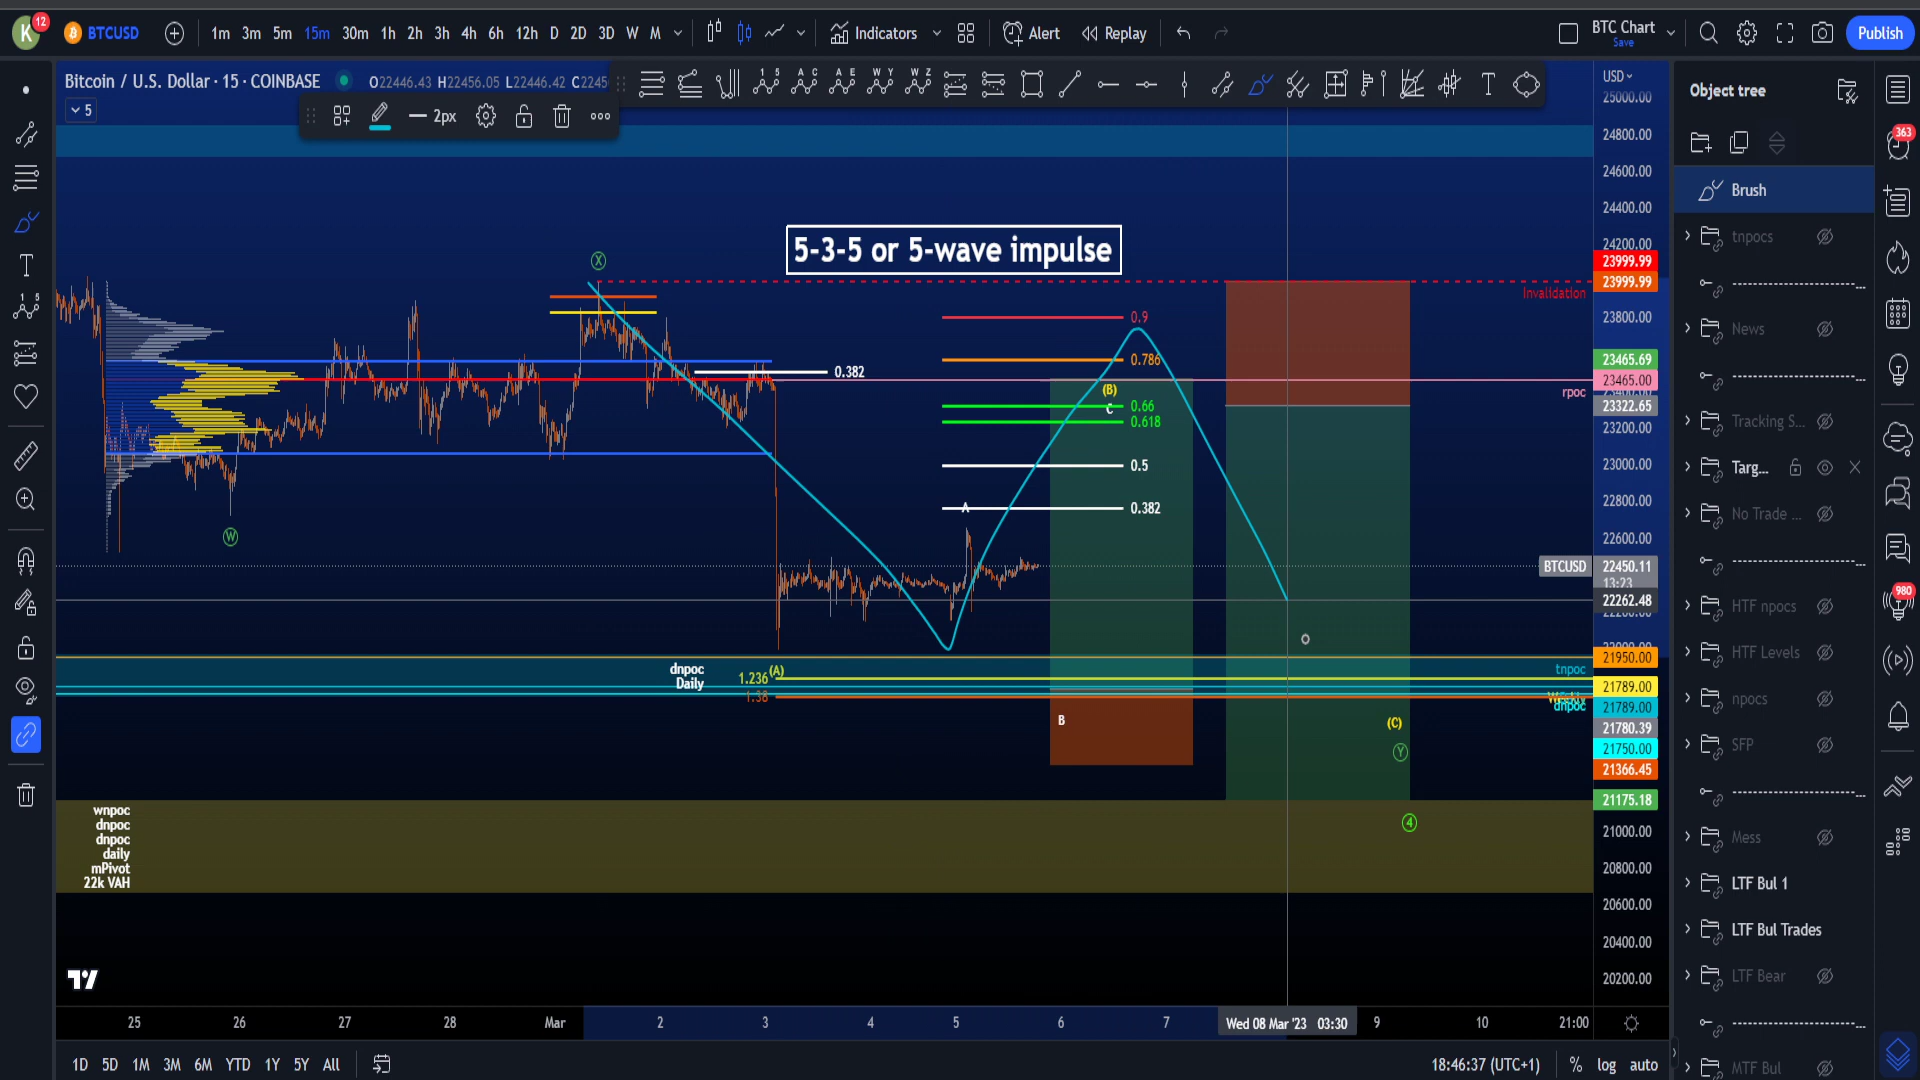 K 12 BTCUSD 1m 3m 5m 15m 30m 1h 2h 3h 4h 6h 12h D 2D 3D W M Indicators Alert Replay BTC Chart Save Publish
Bitcoin / U.S. Dollar · 15 · COINBASE O22446.43 H22456.05 L22446.42 C2245
5
2px
USD
25000.00
24800.00
24600.00
24400.00
24200.00
23999.99
23999.99
23800.00
23465.69
23465.00
23322.65
23200.00
23000.00
22800.00
22600.00
BTCUSD 22450.11
13:23
22262.48
21950.00
21789.00
21789.00
21780.39
21750.00
21366.45
21175.18
21000.00
20800.00
20600.00
20400.00
20200.00
5-3-5 or 5-wave impulse
X
Invalidation
0.9
0.786
0.382
rpoc
(B)
C
0.66
0.618
0.5
A
0.382
W
dnpoc
Daily
1.236 (A)
1.38
tnpoc
dnpoc
B
(C)
Y
4
wnpoc
dnpoc
dnpoc
daily
mPivot
22k VAH
25 26 27 28 Mar 2 3 4 5 6 7 Wed 08 Mar '23 03:30 9 10 21:00
1D 5D 1M 3M 6M YTD 1Y 5Y All 18:46:37 (UTC+1) % log auto
Object tree
Brush
tnpocs
News
Tracking S...
Targ...
No Trade ...
HTF npocs
HTF Levels
npocs
SFP
Mess
LTF Bul 1
LTF Bul Trades
LTF Bear
MTF Bul
363
980